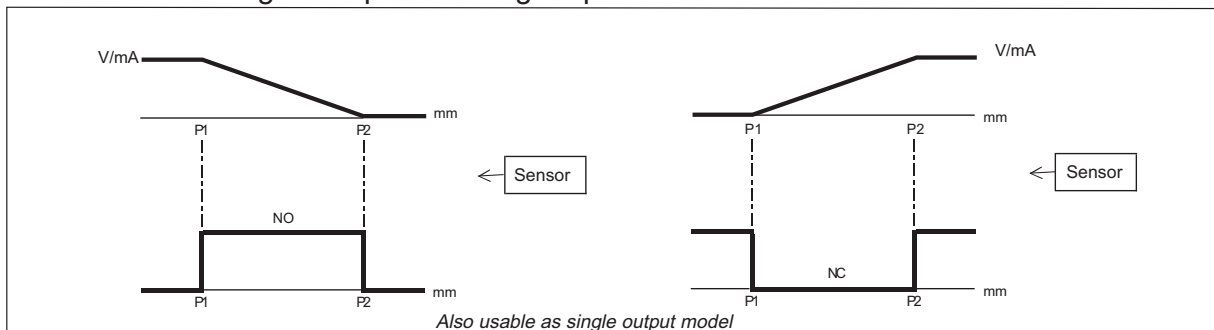 V/mA
mm
P1
P2
Sensor
NO
mm
P1
P2
V/mA
mm
P1
P2
Sensor
NC
mm
P1
P2
Also usable as single output model